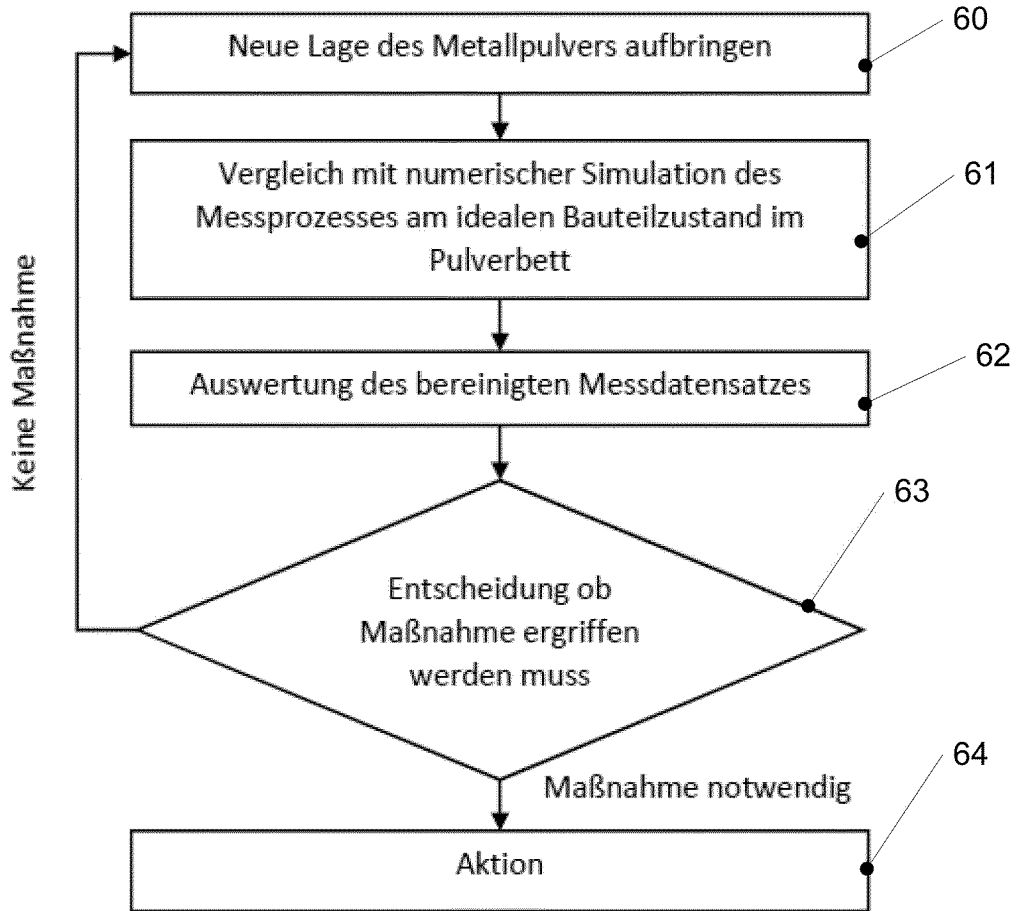 Neue Lage des Metallpulvers aufbringen
60
Vergleich mit numerischer Simulation des
Messprozesses am idealen Bauteilzustand im
Pulverbett
61
Auswertung des bereinigten Messdatensatzes
62
Keine Maßnahme
Entscheidung ob
Maßnahme ergriffen
werden muss
63
Maßnahme notwendig
Aktion
64